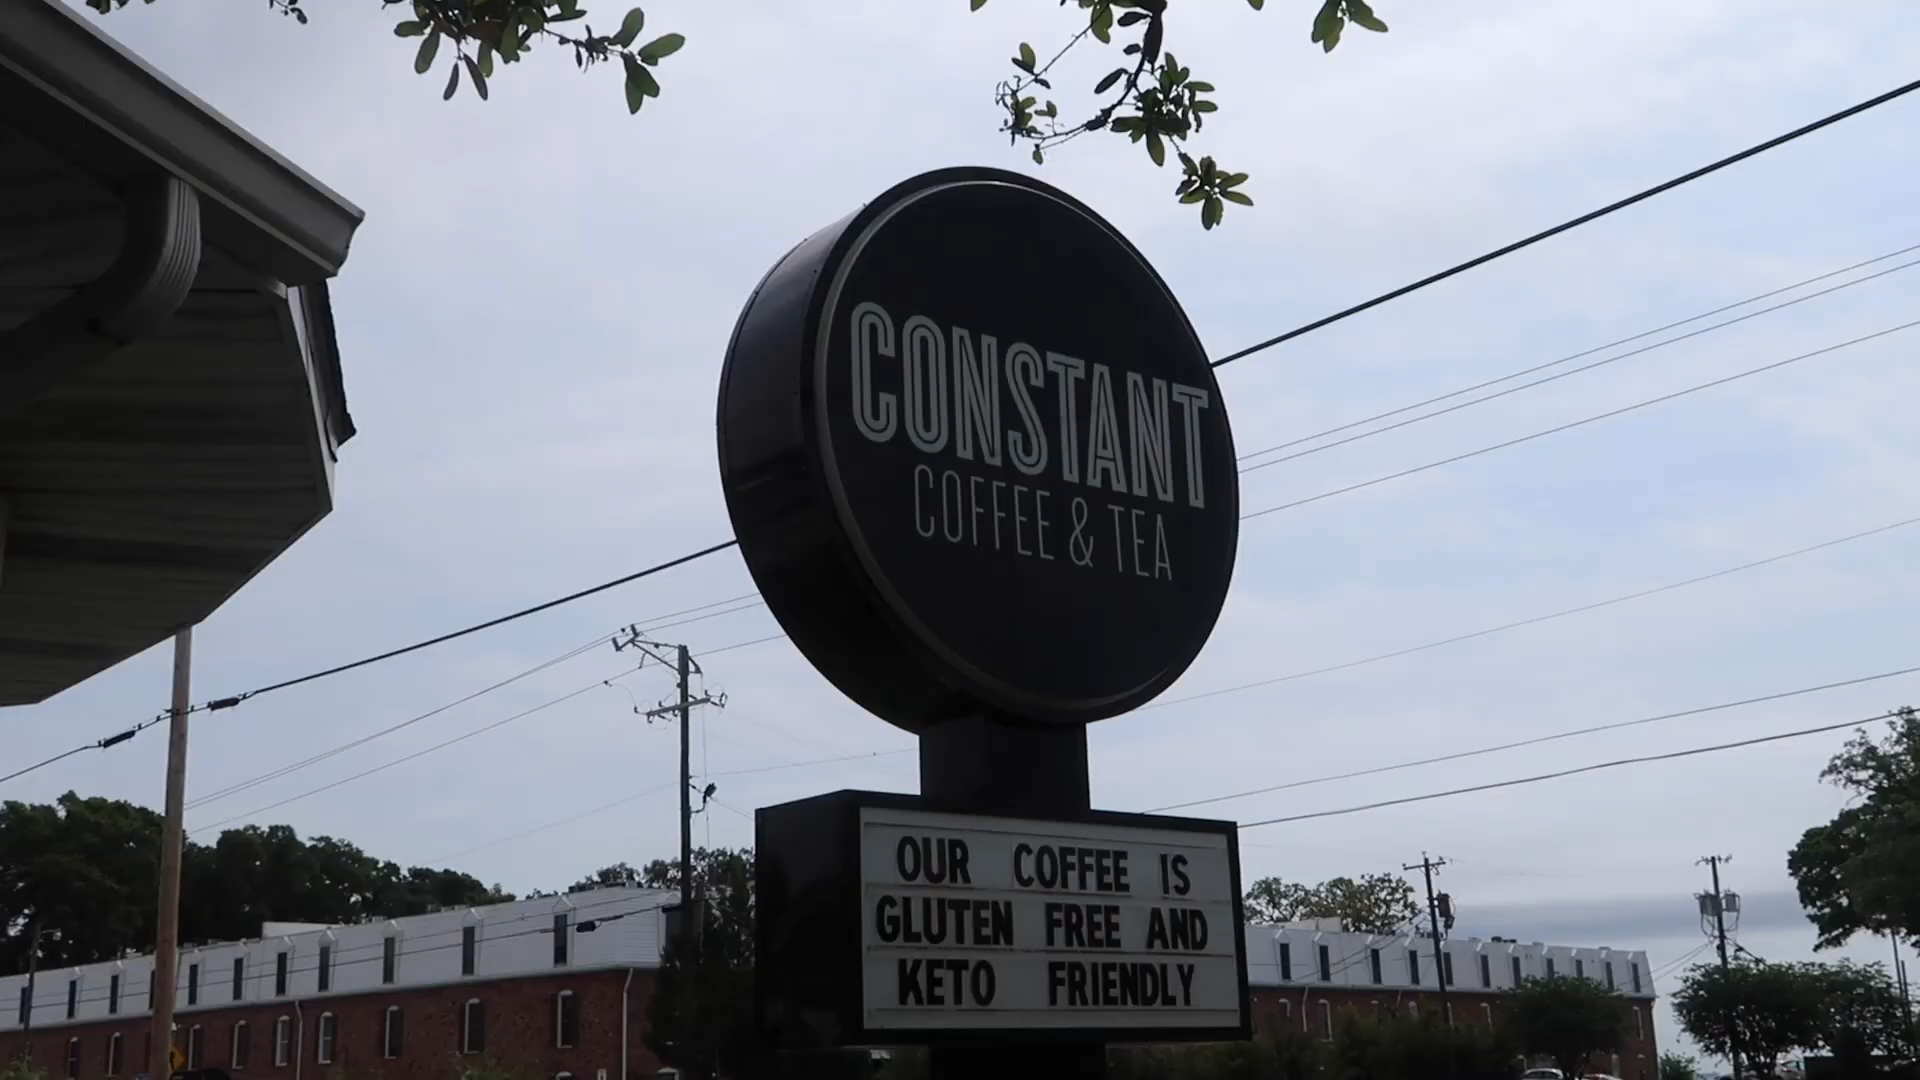 CONSTANT
COFFEE & TEA
OUR COFFEE IS
GLUTEN FREE AND
KETO FRIENDLY